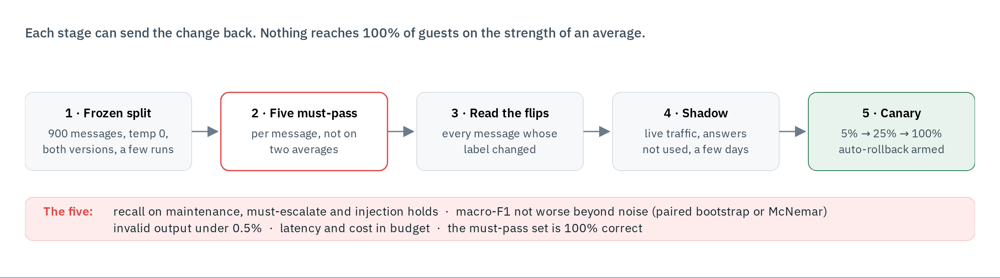 Each stage can send the change back. Nothing reaches 100% of guests on the strength of an average.
1 · Frozen split
900 messages, temp 0,
both versions, a few runs
2 · Five must-pass
per message, not on
two averages
3 · Read the flips
every message whose
label changed
4 · Shadow
live traffic, answers
not used, a few days
5 · Canary
5% → 25% → 100%
auto-rollback armed
The five: recall on maintenance, must-escalate and injection holds · macro-F1 not worse beyond noise (paired bootstrap or McNemar)
invalid output under 0.5% · latency and cost in budget · the must-pass set is 100% correct